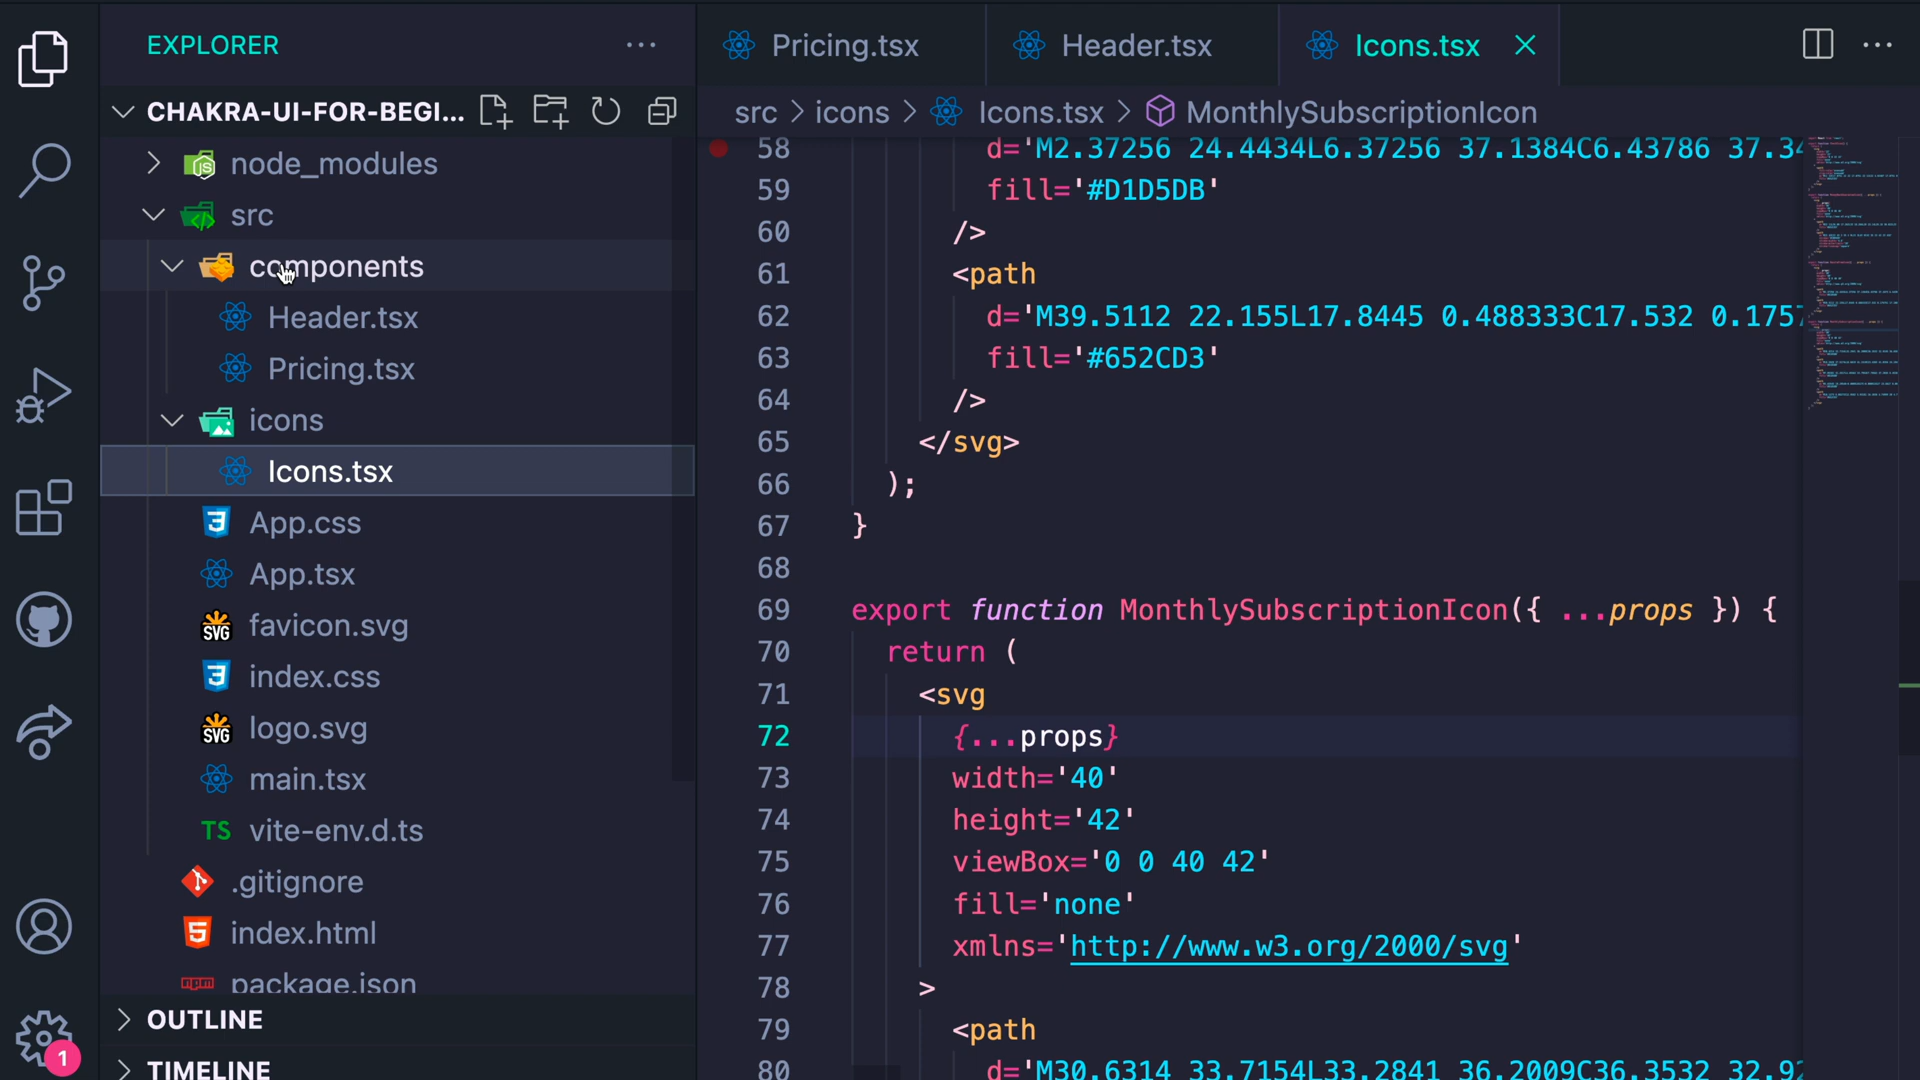 EXPLORER
CHAKRA-UI-FOR-BEGI...
node_modules
src
components
Header.tsx
Pricing.tsx
icons
Icons.tsx
App.css
App.tsx
favicon.svg
index.css
logo.svg
main.tsx
TS vite-env.d.ts
.gitignore
index.html
package.json
OUTLINE
TIMELINE
1
Pricing.tsx
Header.tsx
Icons.tsx
src > icons > Icons.tsx > MonthlySubscriptionIcon
58 d='M2.37256 24.4434L6.37256 37.1384C6.43786 37.34
59 fill='#D1D5DB'
60 />
61 <path
62 d='M39.5112 22.155L17.8445 0.488333C17.532 0.1757
63 fill='#652CD3'
64 />
65 </svg>
66 );
67 }
68
69 export function MonthlySubscriptionIcon({ ...props }) {
70 return (
71 <svg
72 {...props}
73 width='40'
74 height='42'
75 viewBox='0 0 40 42'
76 fill='none'
77 xmlns='http://www.w3.org/2000/svg'
78 >
79 <path
80 d='M30.6314 33.7154L33.2841 36.2009C36.3532 32.92